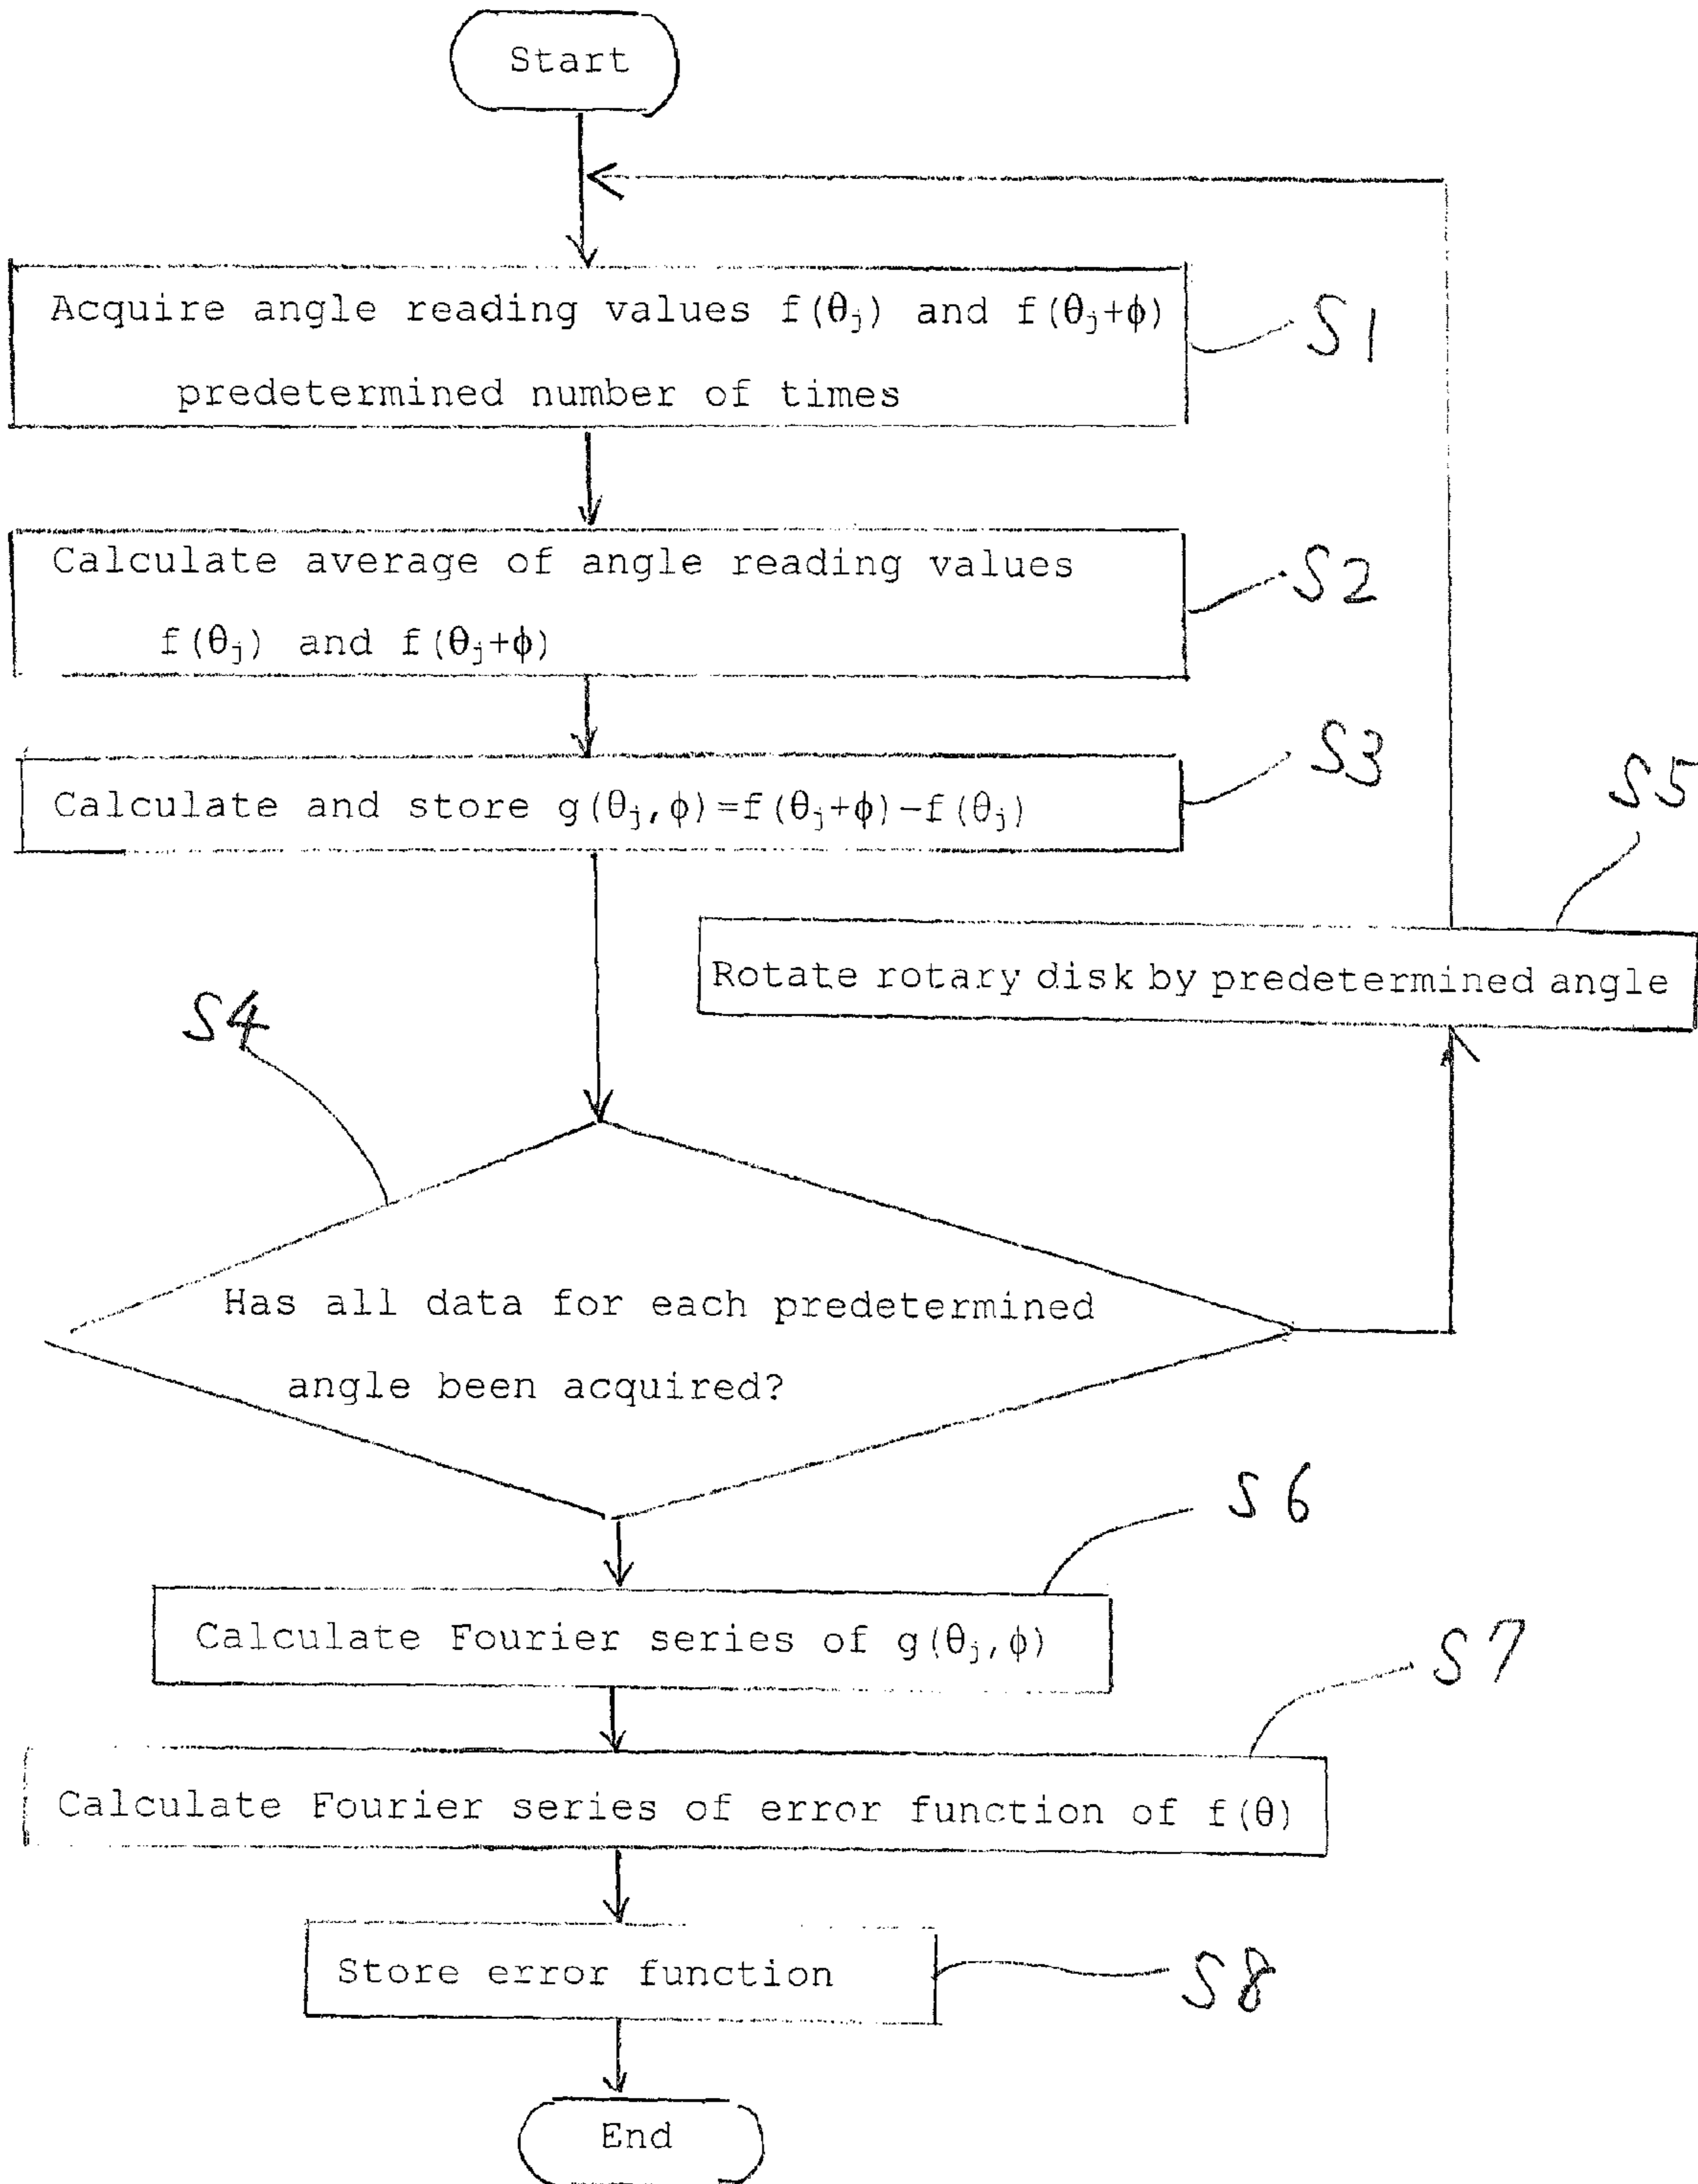 Start
Acquire angle reading values f(θj) and f(θj+ϕ)
predetermined number of times
S1
Calculate average of angle reading values
f(θj) and f(θj+ϕ)
S2
Calculate and store g(θj,ϕ)=f(θj+ϕ)-f(θj)
S3
S5
Rotate rotary disk by predetermined angle
S4
Has all data for each predetermined
angle been acquired?
S6
Calculate Fourier series of g(θj,ϕ)
S7
Calculate Fourier series of error function of f(θ)
Store error function
S8
End